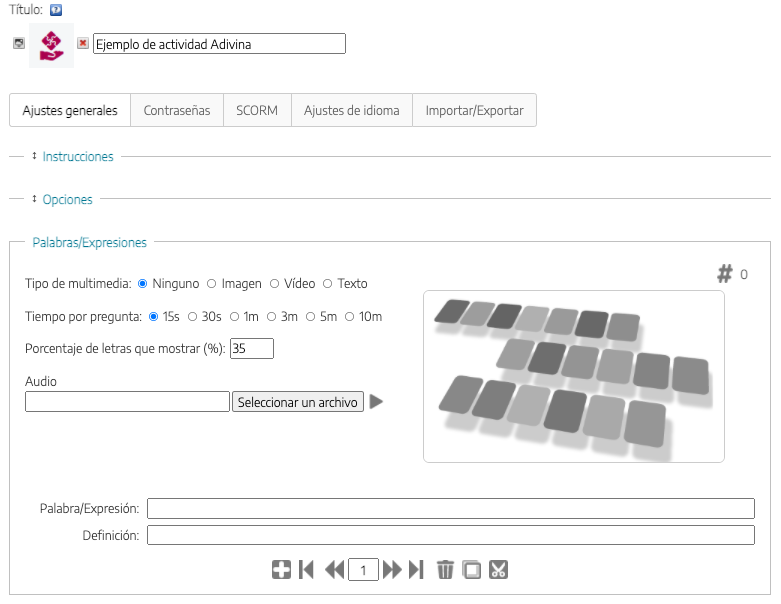 Título:
Ejemplo de actividad Adivina
Ajustes generales Contraseñas SCORM Ajustes de idioma Importar/Exportar
Instrucciones
Opciones
Palabras/Expresiones
# 0
Tipo de multimedia: Ninguno Imagen Vídeo Texto
Tiempo por pregunta: 15s 30s 1m 3m 5m 10m
Porcentaje de letras que mostrar (%): 35
Audio
Seleccionar un archivo
Palabra/Expresión:
Definición:
1